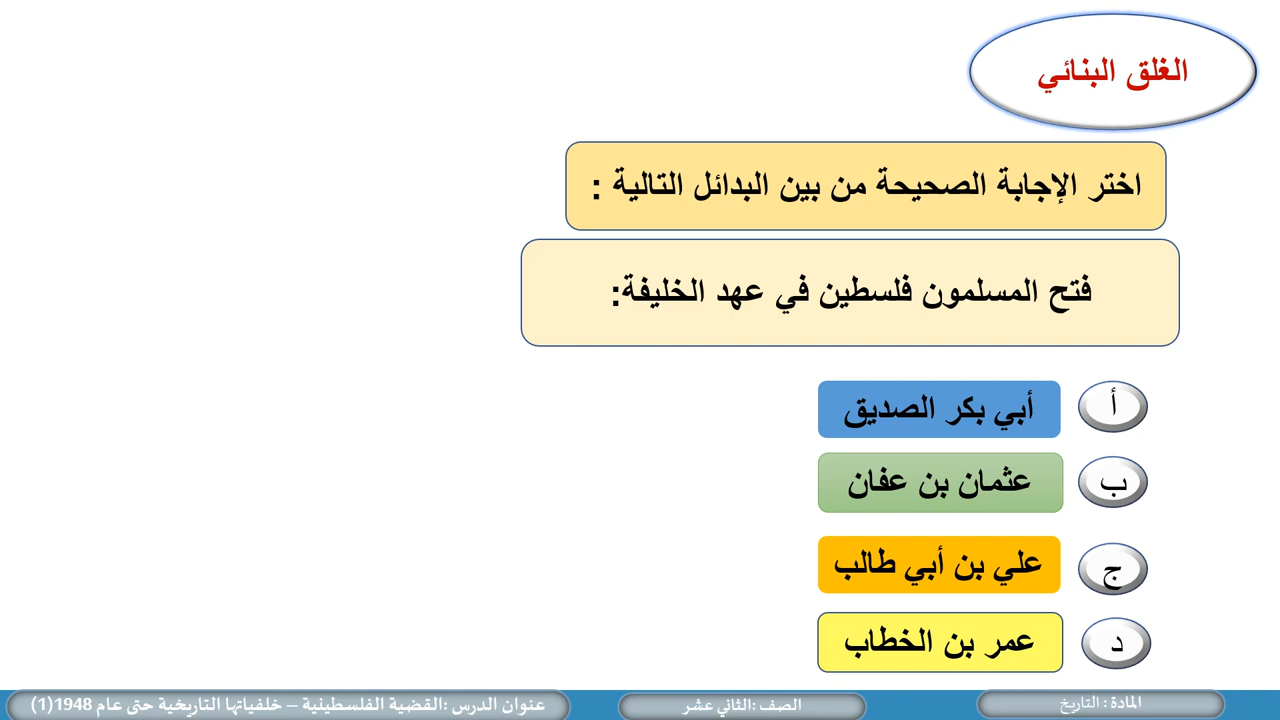 الغلق البنائي
اختر الإجابة الصحيحة من بين البدائل التالية :
فتح المسلمون فلسطين في عهد الخليفة:
أ
أبي بكر الصديق
ب
عثمان بن عفان
ج
علي بن أبي طالب
د
عمر بن الخطاب
المادة : التاريخ
الصف :الثاني عشر
عنوان الدرس :القضية الفلسطينية – خلفياتها التاريخية حتى عام 1948(1)